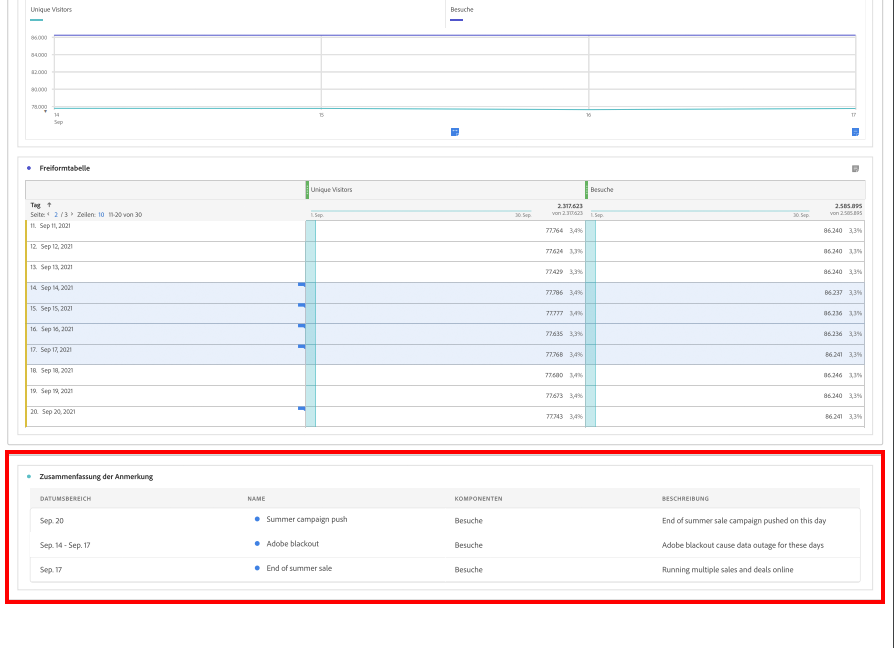 Unique Visitors Besuche
86.000
84.000
82.000
80.000
78.000
14 15 16 17
Sep
Freiformtabelle
Unique Visitors Besuche
Tag ↑ 2.317.623 2.585.895
Seite: < 2 / 3 > Zeilen: 10 11-20 von 30 1. Sep. 30. Sep. von 2.317.623 1. Sep. 30. Sep. von 2.585.895
11. Sep 11, 2021 77.764 3,4% 86.240 3,3%
12. Sep 12, 2021 77.624 3,3% 86.240 3,3%
13. Sep 13, 2021 77.429 3,3% 86.240 3,3%
14. Sep 14, 2021 77.786 3,4% 86.237 3,3%
15. Sep 15, 2021 77.777 3,4% 86.236 3,3%
16. Sep 16, 2021 77.635 3,3% 86.236 3,3%
17. Sep 17, 2021 77.768 3,4% 86.241 3,3%
18. Sep 18, 2021 77.680 3,4% 86.246 3,3%
19. Sep 19, 2021 77.673 3,4% 86.240 3,3%
20. Sep 20, 2021 77.743 3,4% 86.241 3,3%
Zusammenfassung der Anmerkung
DATUMSBEREICH NAME KOMPONENTEN BESCHREIBUNG
Sep. 20 Summer campaign push Besuche End of summer sale campaign pushed on this day
Sep. 14 - Sep. 17 Adobe blackout Besuche Adobe blackout cause data outage for these days
Sep. 17 End of summer sale Besuche Running multiple sales and deals online